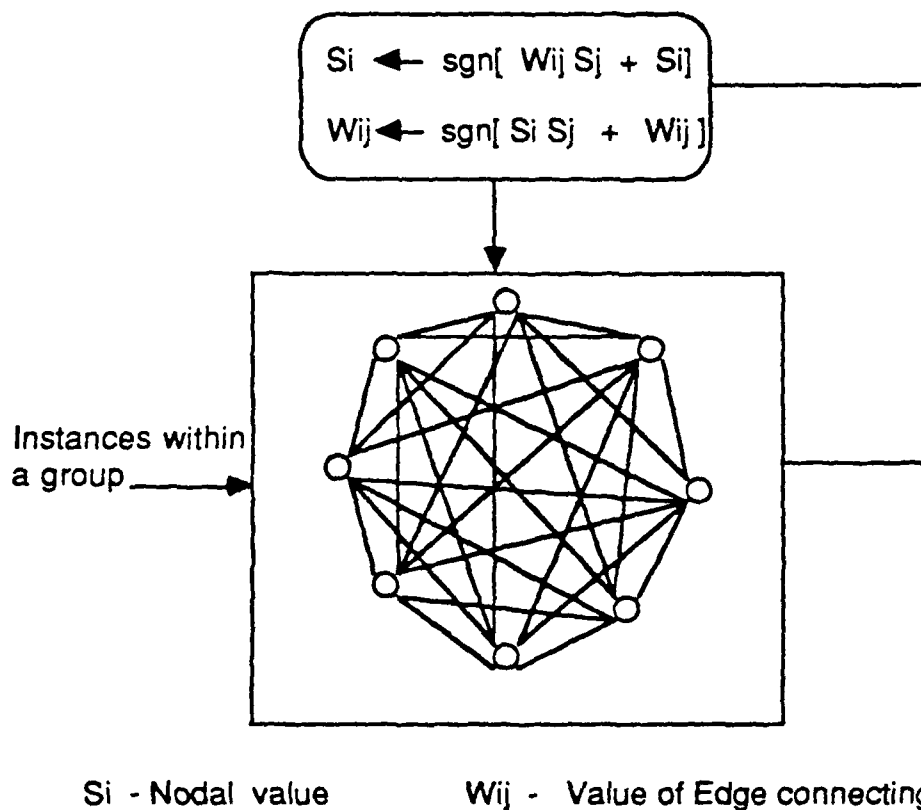 Si ← sgn[ Wij Sj + Si]
Wij ← sgn[ Si Sj + Wij ]
Instances within
a group
Si - Nodal value Wij - Value of Edge connecting